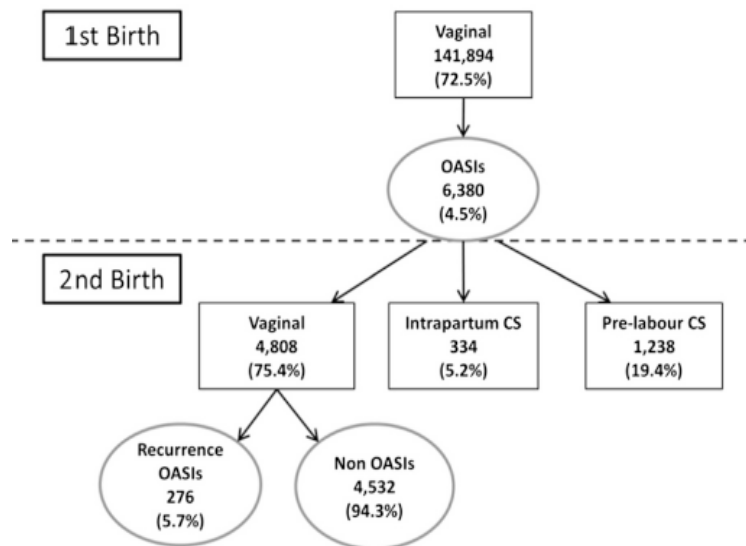 1st Birth
Vaginal
141,894
(72.5%)
OASIs
6,380
(4.5%)
2nd Birth
Vaginal
4,808
(75.4%)
Intrapartum CS
334
(5.2%)
Pre-labour CS
1,238
(19.4%)
Recurrence
OASIs
276
(5.7%)
Non OASIs
4,532
(94.3%)